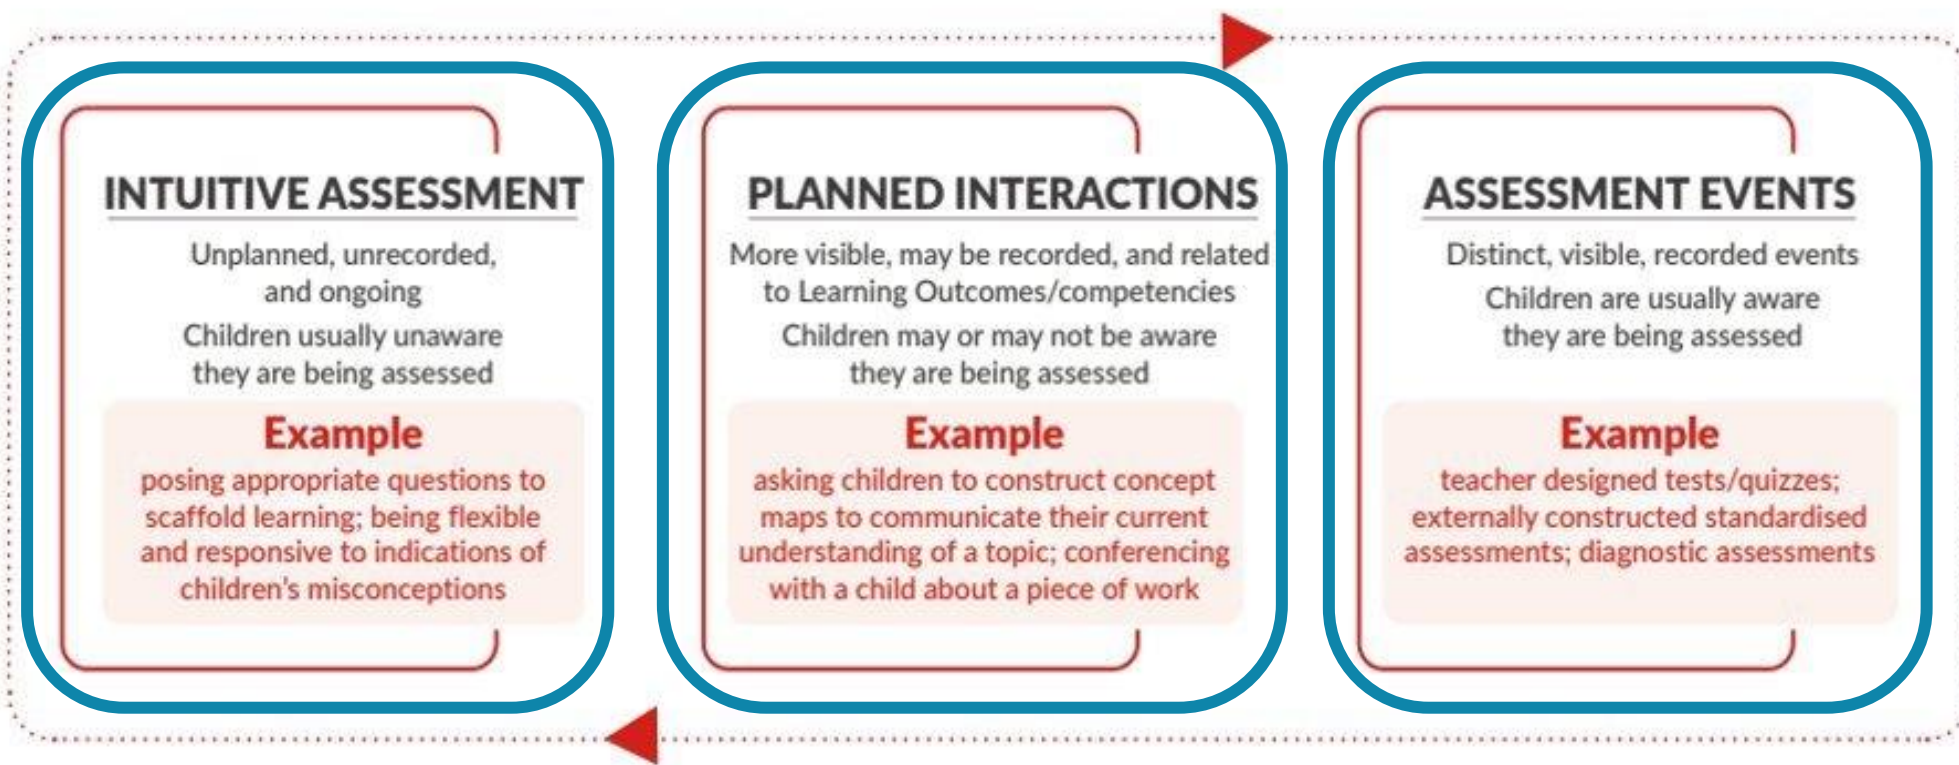 INTUITIVE ASSESSMENT
Unplanned, unrecorded,
and ongoing
Children usually unaware
they are being assessed
Example
posing appropriate questions to
scaffold learning; being flexible
and responsive to indications of
children's misconceptions
PLANNED INTERACTIONS
More visible, may be recorded, and related
to Learning Outcomes/competencies
Children may or may not be aware
they are being assessed
Example
asking children to construct concept
maps to communicate their current
understanding of a topic; conferencing
with a child about a piece of work
ASSESSMENT EVENTS
Distinct, visible, recorded events
Children are usually aware
they are being assessed
Example
teacher designed tests/quizzes;
externally constructed standardised
assessments; diagnostic assessments